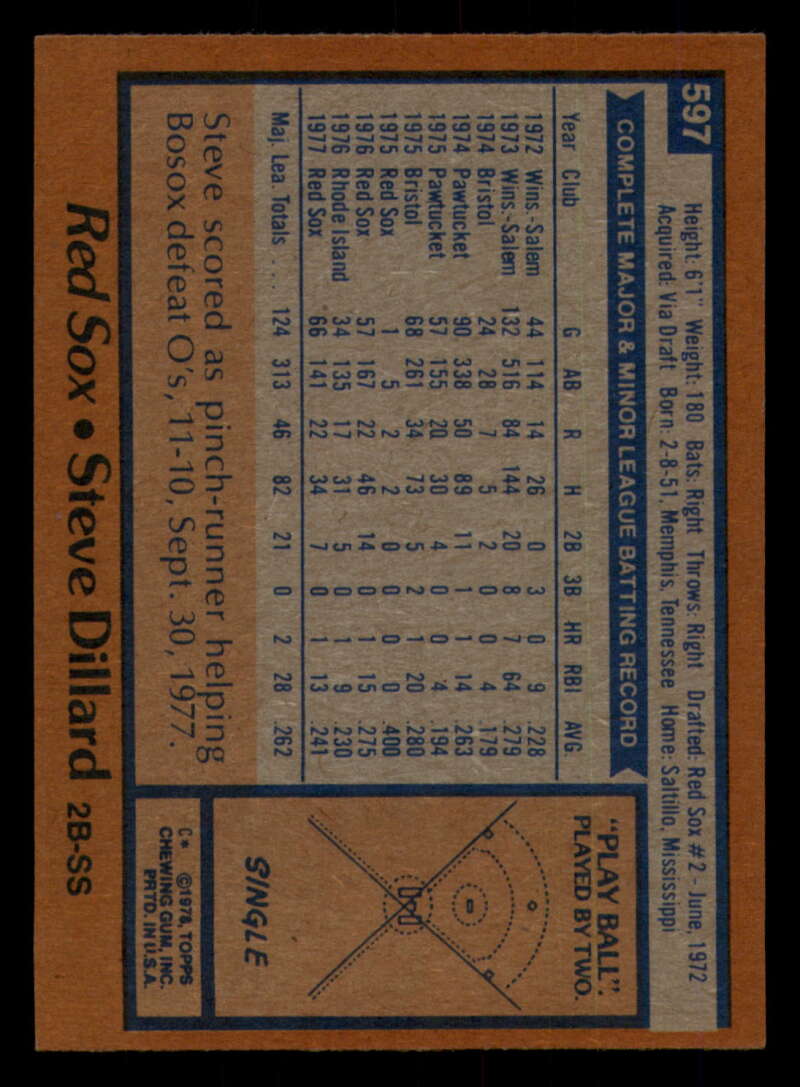 597
Height: 6'1" Weight: 180 Bats: Right Throws: Right Drafted: Red Sox #2 - June, 1972
Acquired: Via Draft Born: 2-8-51, Memphis, Tennessee Home: Saltillo, Mississippi
COMPLETE MAJOR & MINOR LEAGUE BATTING RECORD
Year Club G AB R H 2B 3B HR RBI AVG.
1972 Wins.-Salem 44 114 14 26 0 3 0 9 .228
1973 Wins.-Salem 132 516 84 144 20 8 7 64 .279
1974 Bristol 24 28 7 5 2 0 0 4 .179
1974 Pawtucket 90 338 50 89 11 1 1 14 .263
1975 Pawtucket 57 155 20 30 4 0 0 4 .194
1975 Bristol 68 261 34 73 5 2 1 20 .280
1975 Red Sox 1 5 2 2 0 0 0 0 .400
1976 Red Sox 57 167 22 46 14 0 1 15 .275
1976 Rhode Island 34 135 17 31 5 0 1 9 .230
1977 Red Sox 66 141 22 34 7 0 1 13 .241
Maj. Lea. Totals .... 124 313 46 82 21 0 2 28 .262
Steve scored as pinch-runner helping
Bosox defeat O's, 11-10, Sept. 30, 1977.
"PLAY BALL".
PLAYED BY TWO.
SINGLE
C* ©1978, TOPPS
CHEWING GUM, INC.
PRTD. IN U.S.A.
Red Sox • Steve Dillard 2B-SS